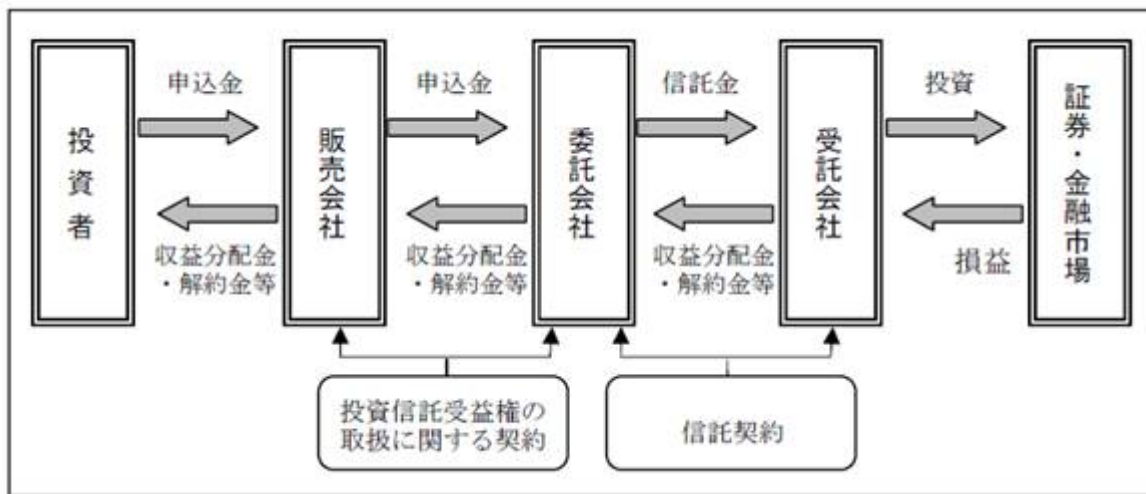 申込金
申込金
信託金
投資
投資者
販売会社
委託会社
受託会社
証券・金融市場
収益分配金
・解約金等
収益分配金
・解約金等
収益分配金
・解約金等
損益
投資信託受益権の
取扱に関する契約
信託契約